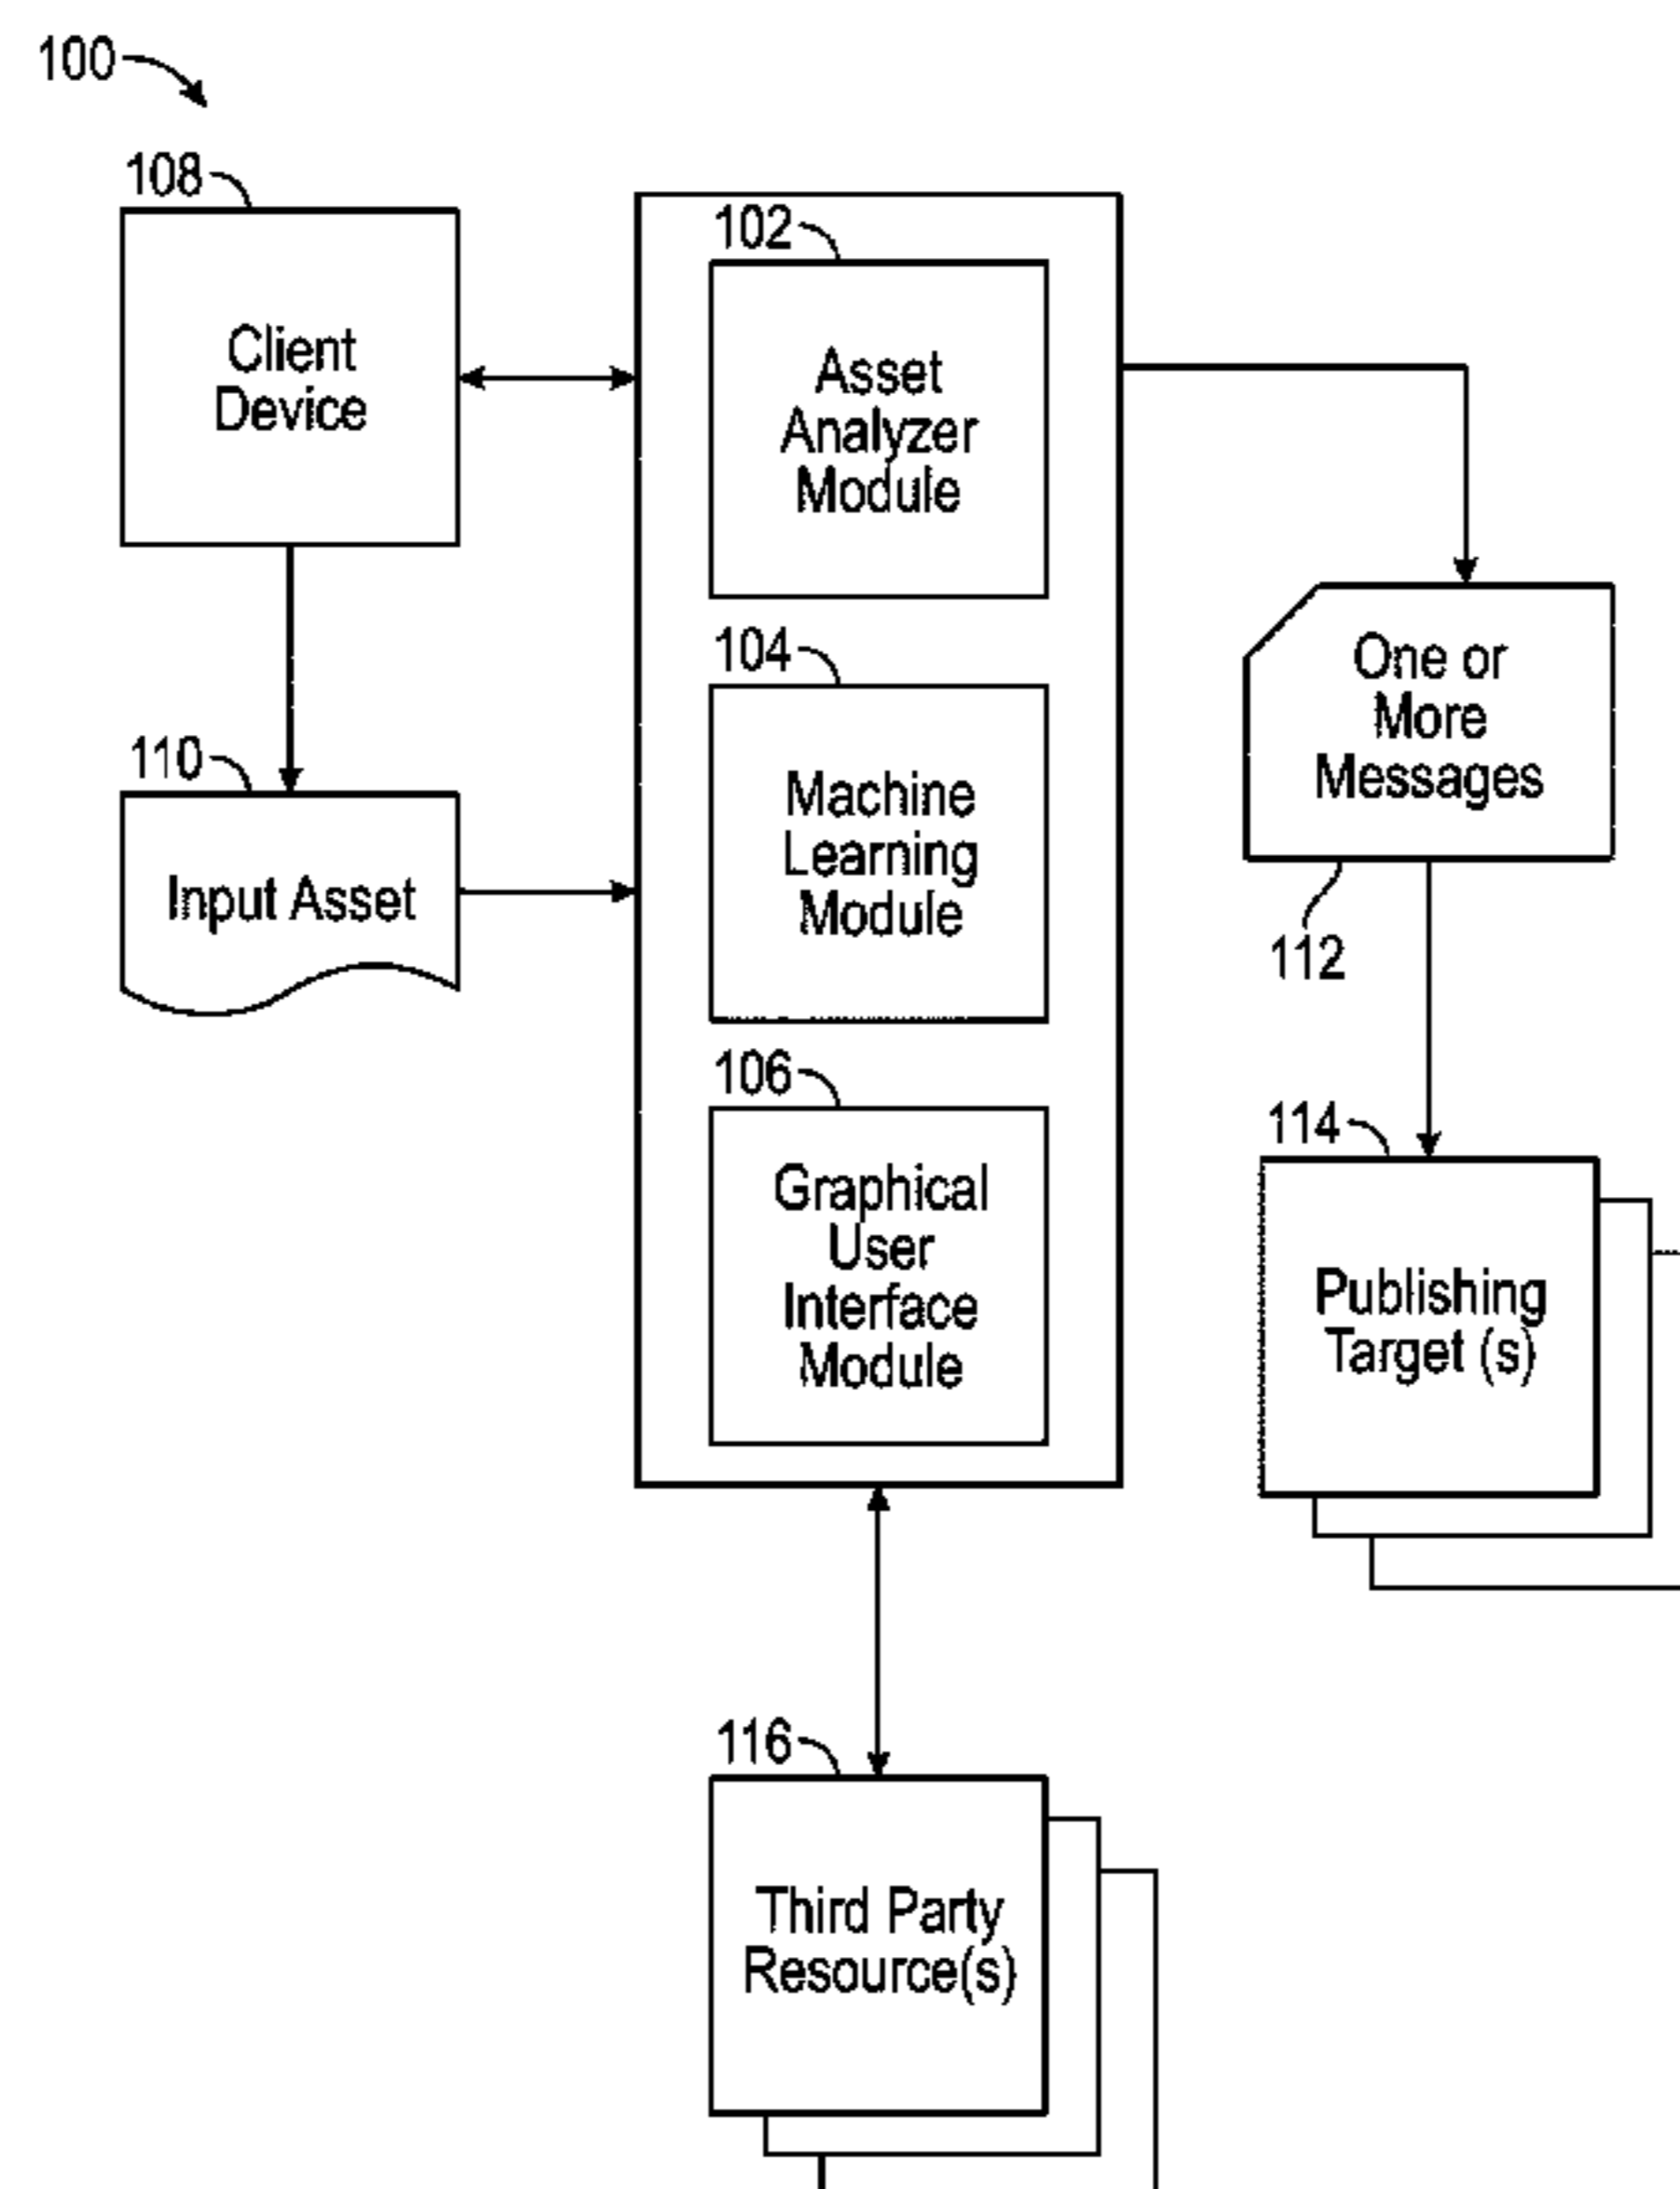 100
108
Client
Device
102
Asset
Analyzer
Module
One or
More
Messages
104
Machine
Learning
Module
110
Input Asset
112
106
Graphical
User
Interface
Module
114
Publishing
Target (s)
116
Third Party
Resource(s)